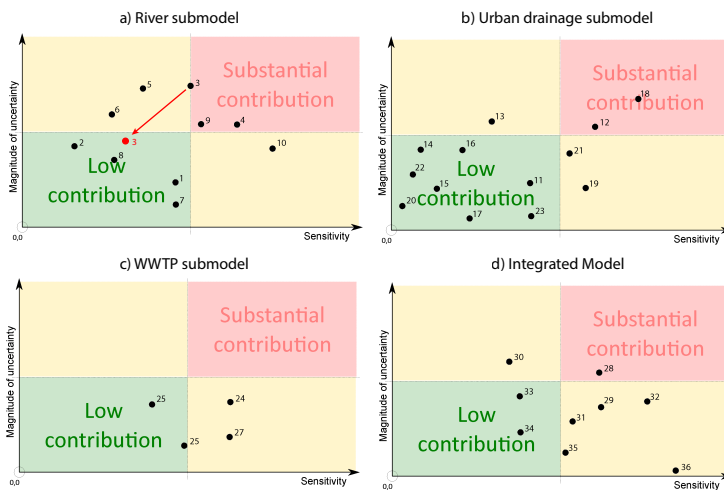 a) River submodel
Magnitude of uncertainty
Substantial
contribution
Low
contribution
5
3
6
9
4
3
2
10
8
1
7
0,0
Sensitivity
b) Urban drainage submodel
Magnitude of uncertainty
Substantial
contribution
Low
contribution
18
13
12
14
16
21
22
11
15
19
20
17
23
0,0
Sensitivity
c) WWTP submodel
Magnitude of uncertainty
Substantial
contribution
Low
contribution
25
24
27
25
0,0
Sensitivity
d) Integrated Model
Magnitude of uncertainty
Substantial
contribution
Low
contribution
30
28
33
32
29
31
34
35
36
0,0
Sensitivity